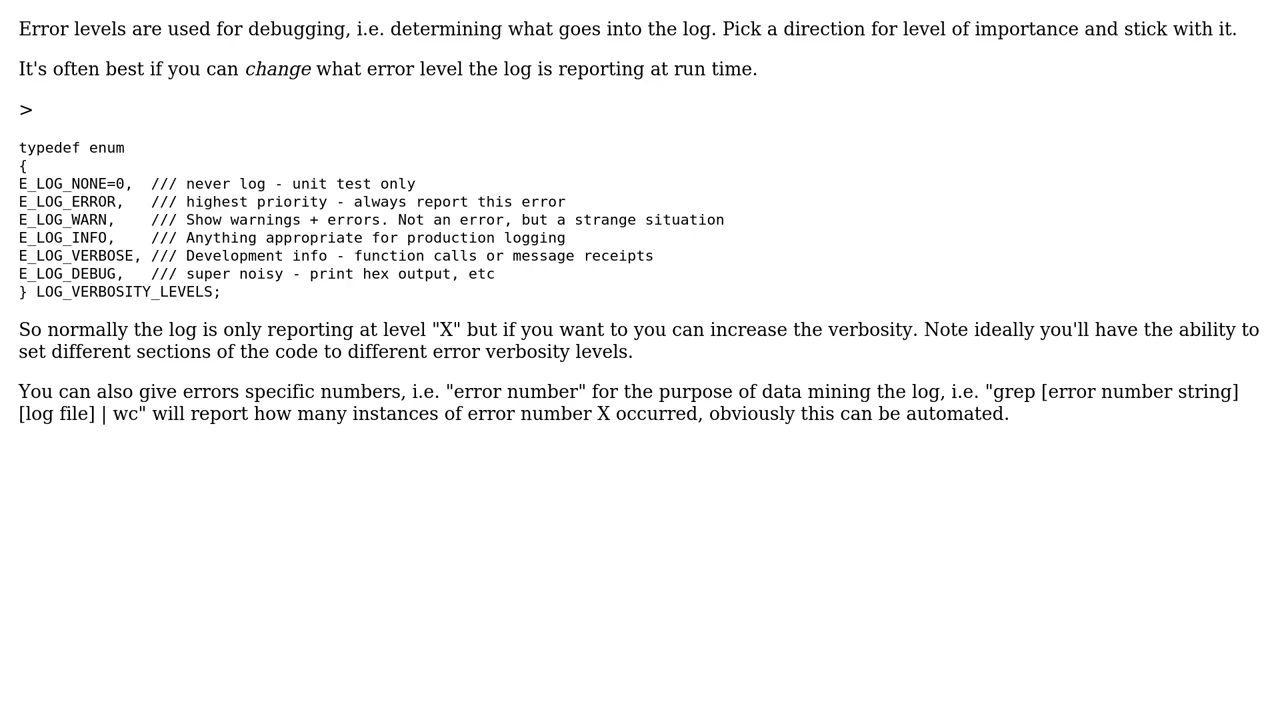 Error levels are used for debugging, i.e. determining what goes into the log. Pick a direction for level of importance and stick with it.
It's often best if you can change what error level the log is reporting at run time.
>
typedef enum
{
E_LOG_NONE=0,  /// never log - unit test only
E_LOG_ERROR,   /// highest priority - always report this error
E_LOG_WARN,    /// Show warnings + errors. Not an error, but a strange situation
E_LOG_INFO,    /// Anything appropriate for production logging
E_LOG_VERBOSE, /// Development info - function calls or message receipts
E_LOG_DEBUG,   /// super noisy - print hex output, etc
} LOG_VERBOSITY_LEVELS;
So normally the log is only reporting at level "X" but if you want to you can increase the verbosity. Note ideally you'll have the ability to
set different sections of the code to different error verbosity levels.
You can also give errors specific numbers, i.e. "error number" for the purpose of data mining the log, i.e. "grep [error number string]
[log file] | wc" will report how many instances of error number X occurred, obviously this can be automated.